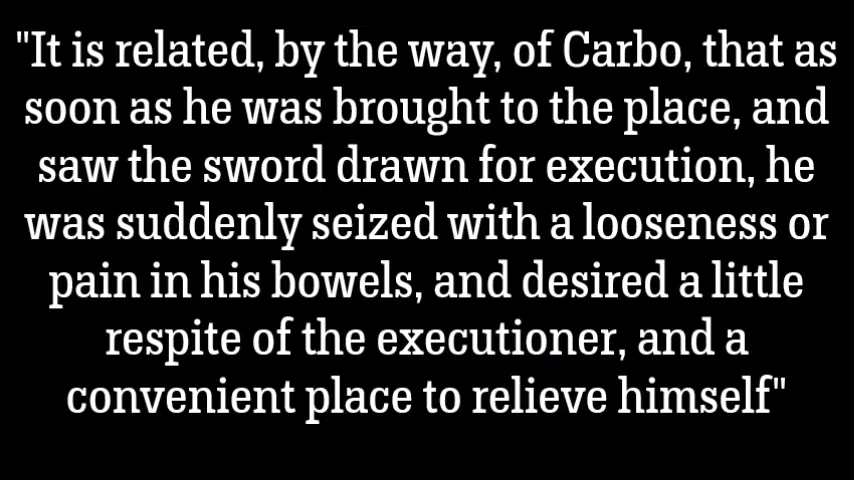 "It is related, by the way, of Carbo, that as
soon as he was brought to the place, and
saw the sword drawn for execution, he
was suddenly seized with a looseness or
pain in his bowels, and desired a little
respite of the executioner, and a
convenient place to relieve himself"